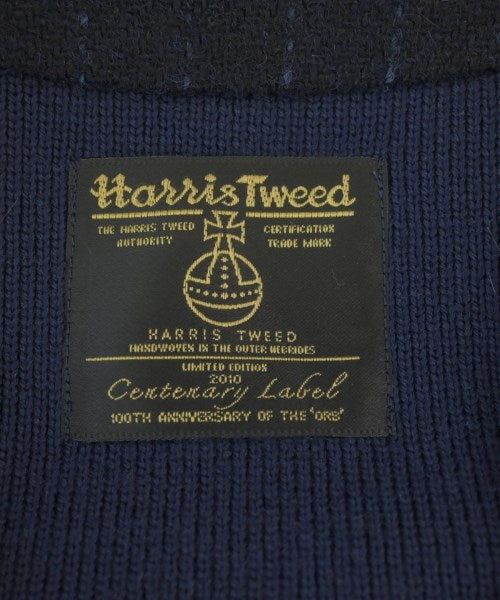 Harris Tweed
THE HARRIS TWEED CERTIFICATION
AUTHORITY TRADE MARK
HARRIS TWEED
HANDWOVEN IN THE OUTER HEBRIDES
LIMITED EDITION
2010
Centenary Label
100TH ANNIVERSARY OF THE 'ORB'